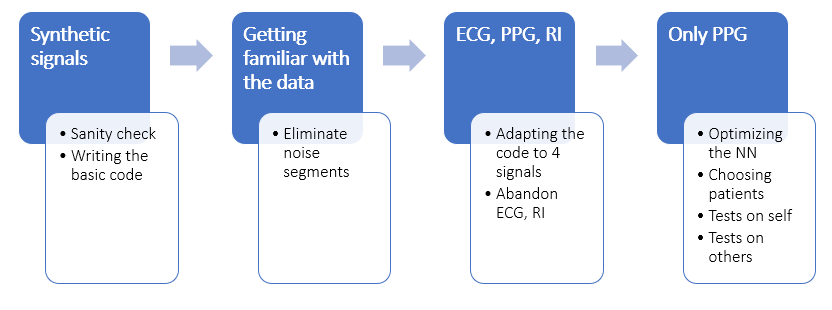 Synthetic
signals
• Sanity check
• Writing the
basic code
Getting
familiar with
the data
• Eliminate
noise
segments
ECG, PPG, RI
• Adapting the
code to 4
signals
• Abandon
ECG, RI
Only PPG
• Optimizing
the NN
• Choosing
patients
• Tests on self
• Tests on
others